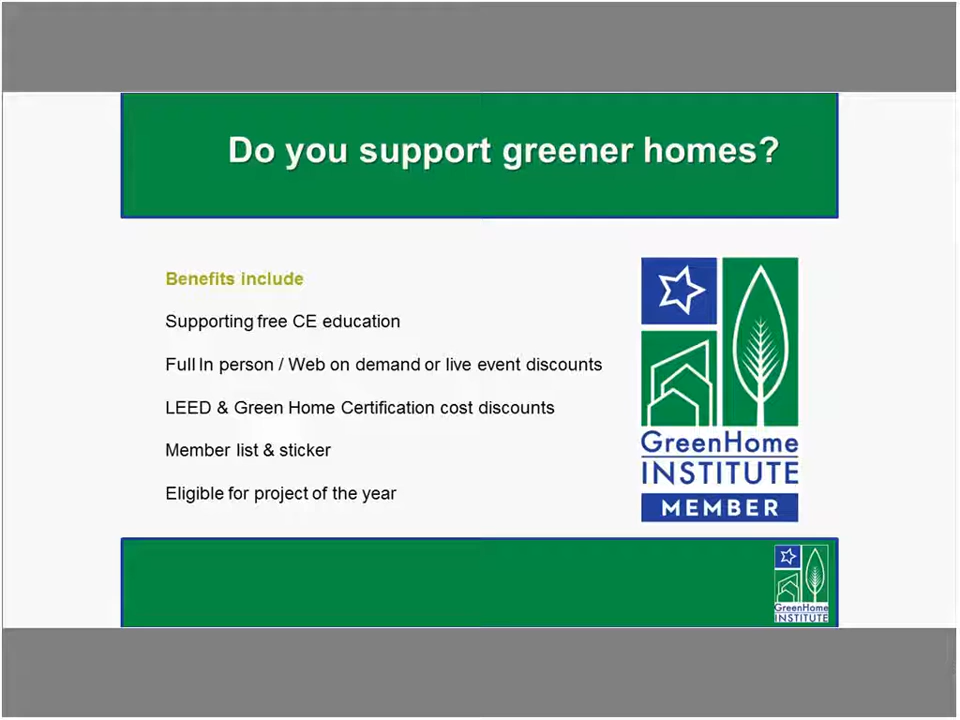 Do you support greener homes?
Benefits include
Supporting free CE education
Full In person / Web on demand or live event discounts
LEED & Green Home Certification cost discounts
Member list & sticker
Eligible for project of the year
GreenHome
INSTITUTE
MEMBER
GreenHome
INSTITUTE